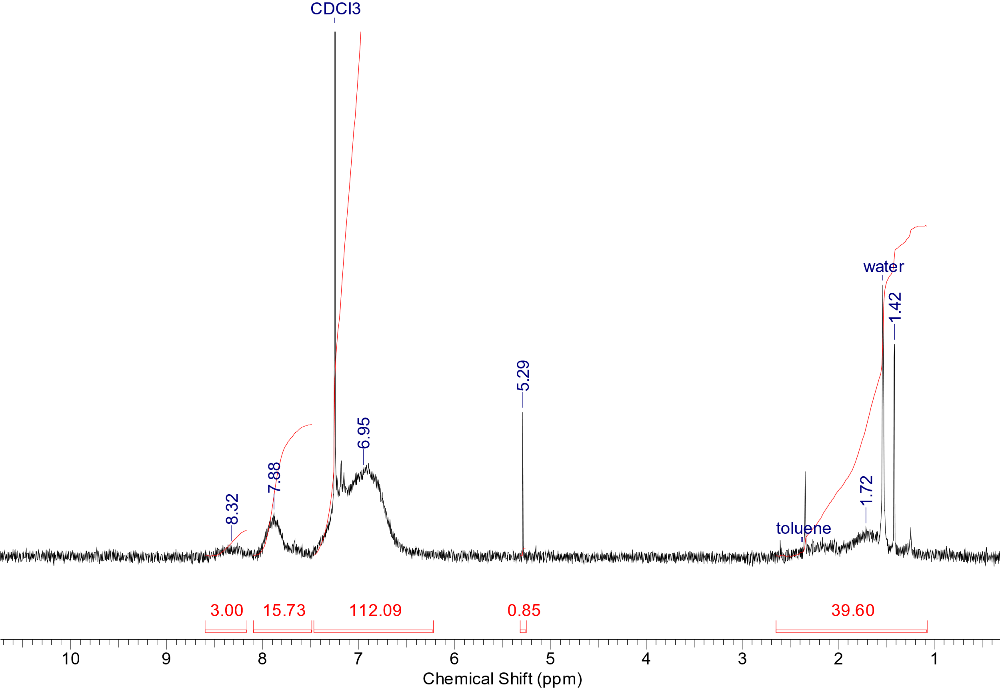 CDCl3
water
1.42
5.29
6.95
7.88
1.72
8.32
toluene
3.00 15.73 112.09 0.85 39.60
10 9 8 7 6 5 4 3 2 1
Chemical Shift (ppm)